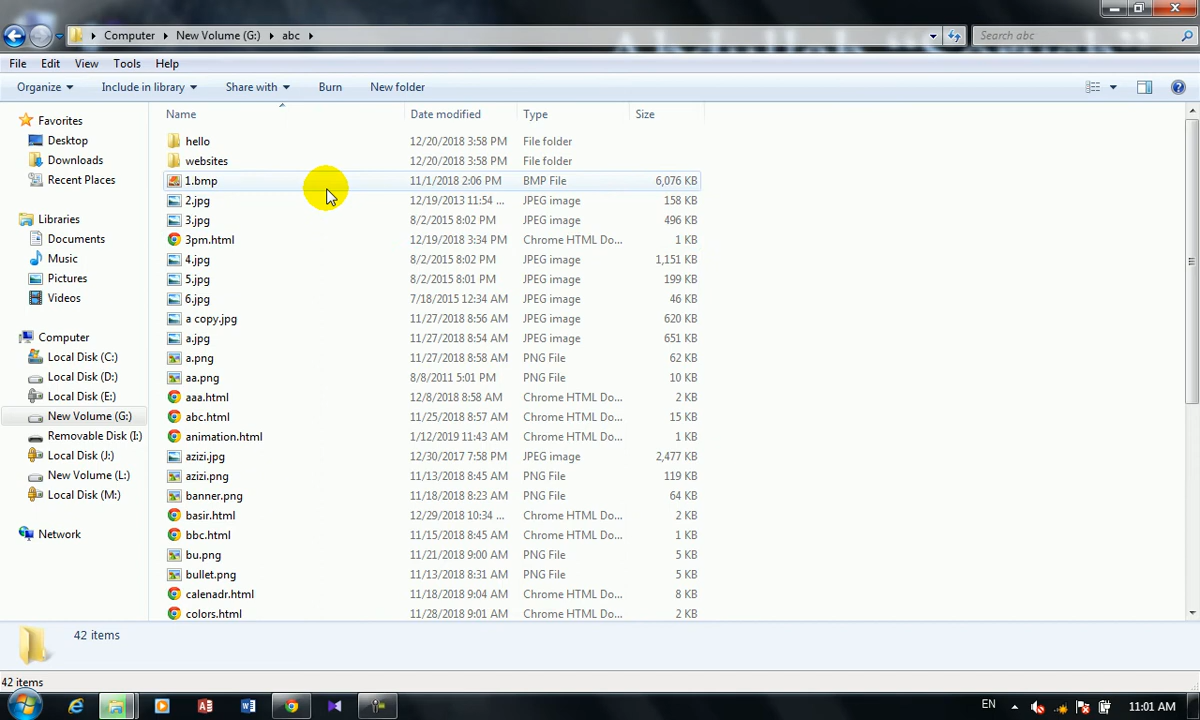 Computer New Volume (G:) abc Search abc
File Edit View Tools Help
Organize Include in library Share with Burn New folder
Name Date modified Type Size
Favorites
Desktop
Downloads
Recent Places
Libraries
Documents
Music
Pictures
Videos
Computer
Local Disk (C:)
Local Disk (D:)
Local Disk (E:)
New Volume (G:)
Removable Disk (I:)
Local Disk (J:)
New Volume (L:)
Local Disk (M:)
Network
hello 12/20/2018 3:58 PM File folder
websites 12/20/2018 3:58 PM File folder
1.bmp 11/1/2018 2:06 PM BMP File 6,076 KB
2.jpg 12/19/2013 11:54 ... JPEG image 158 KB
3.jpg 8/2/2015 8:02 PM JPEG image 496 KB
3pm.html 12/19/2018 3:34 PM Chrome HTML Do... 1 KB
4.jpg 8/2/2015 8:02 PM JPEG image 1,151 KB
5.jpg 8/2/2015 8:01 PM JPEG image 199 KB
6.jpg 7/18/2015 12:34 AM JPEG image 46 KB
a copy.jpg 11/27/2018 8:56 AM JPEG image 620 KB
a.jpg 11/27/2018 8:54 AM JPEG image 651 KB
a.png 11/27/2018 8:58 AM PNG File 62 KB
aa.png 8/8/2011 5:01 PM PNG File 10 KB
aaa.html 12/8/2018 8:58 AM Chrome HTML Do... 2 KB
abc.html 11/25/2018 8:57 AM Chrome HTML Do... 15 KB
animation.html 1/12/2019 11:43 AM Chrome HTML Do... 1 KB
azizi.jpg 12/30/2017 7:58 PM JPEG image 2,477 KB
azizi.png 11/13/2018 8:45 AM PNG File 119 KB
banner.png 11/18/2018 8:23 AM PNG File 64 KB
basir.html 12/29/2018 10:34 ... Chrome HTML Do... 2 KB
bbc.html 11/15/2018 8:45 AM Chrome HTML Do... 1 KB
bu.png 11/21/2018 9:00 AM PNG File 5 KB
bullet.png 11/13/2018 8:31 AM PNG File 5 KB
calenadr.html 11/18/2018 9:04 AM Chrome HTML Do... 8 KB
colors.html 11/28/2018 9:01 AM Chrome HTML Do... 2 KB
42 items
42 items
EN 11:01 AM